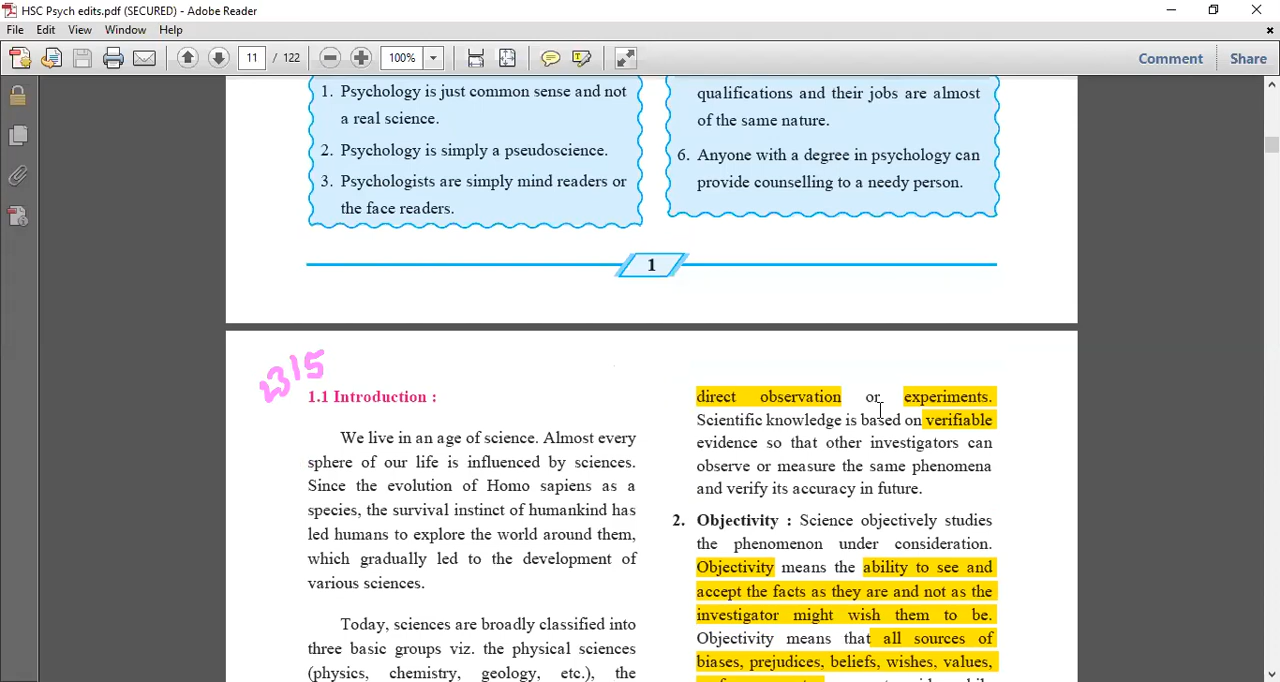 HSC Psych edits.pdf (SECURED) - Adobe Reader
File Edit View Window Help
11 / 122 100% Comment Share
1. Psychology is just common sense and not
a real science.
2. Psychology is simply a pseudoscience.
3. Psychologists are simply mind readers or
the face readers.
qualifications and their jobs are almost
of the same nature.
6. Anyone with a degree in psychology can
provide counselling to a needy person.
1
2315
1.1 Introduction :
We live in an age of science. Almost every
sphere of our life is influenced by sciences.
Since the evolution of Homo sapiens as a
species, the survival instinct of humankind has
led humans to explore the world around them,
which gradually led to the development of
various sciences.
Today, sciences are broadly classified into
three basic groups viz. the physical sciences
(physics, chemistry, geology, etc.), the
direct observation or experiments.
Scientific knowledge is based on verifiable
evidence so that other investigators can
observe or measure the same phenomena
and verify its accuracy in future.
2. Objectivity : Science objectively studies
the phenomenon under consideration.
Objectivity means the ability to see and
accept the facts as they are and not as the
investigator might wish them to be.
Objectivity means that all sources of
biases, prejudices, beliefs, wishes, values,